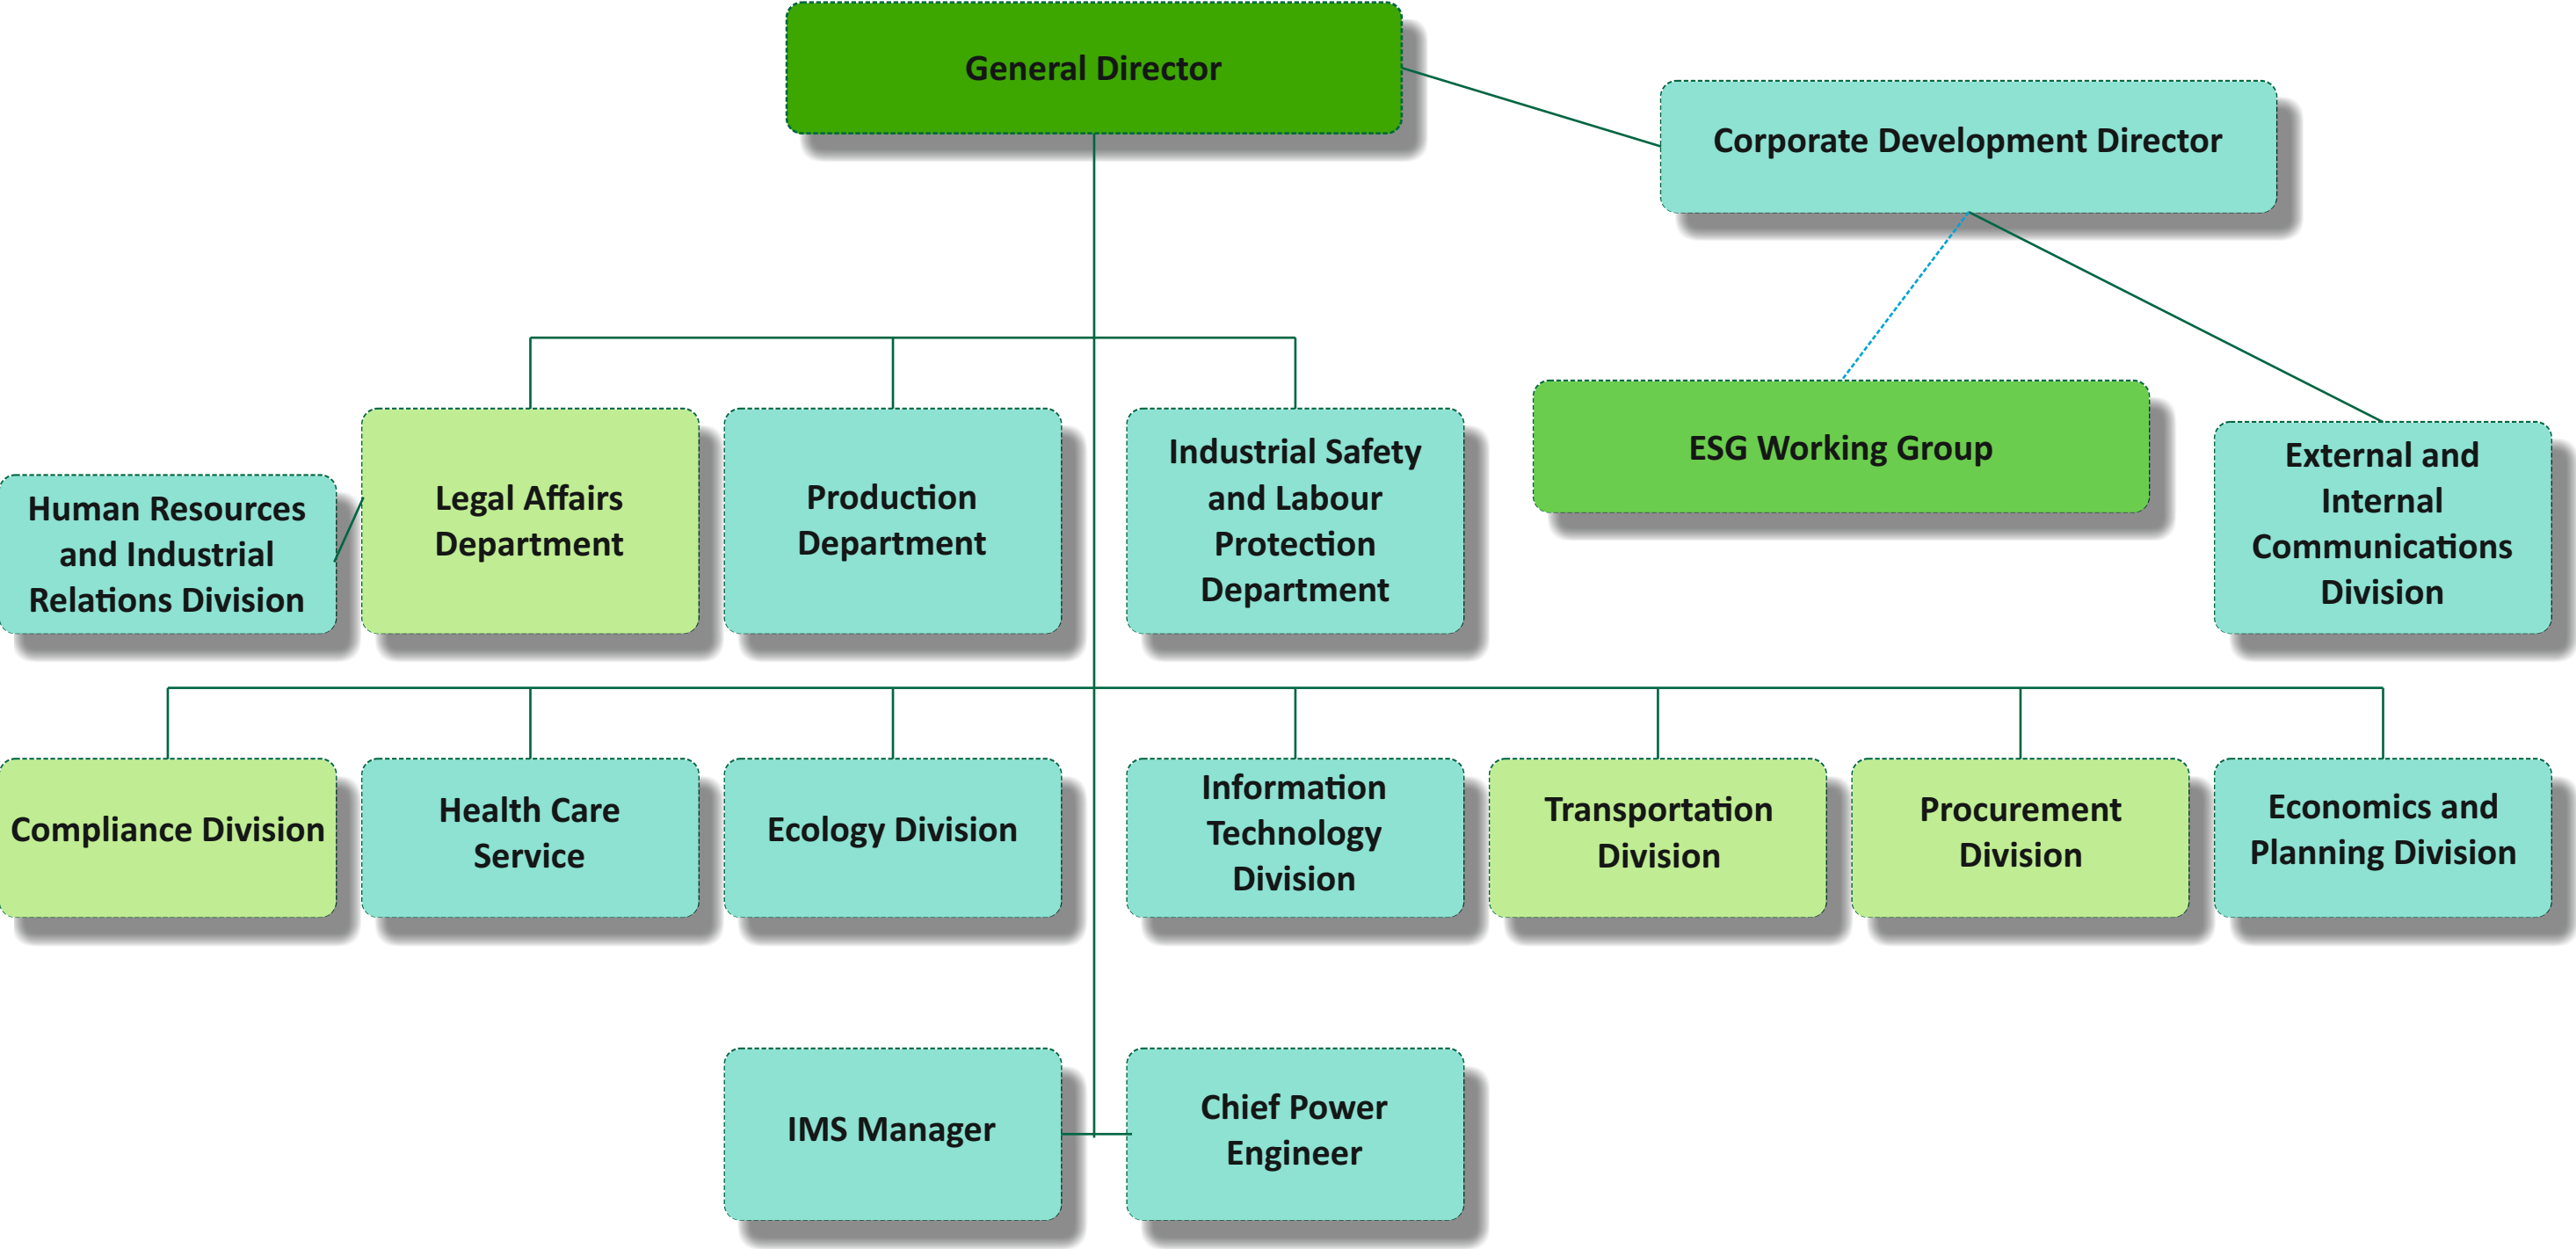 General Director
Corporate Development Director
ESG Working Group
Human Resources
and Industrial
Relations Division
Legal Affairs
Department
Production
Department
Industrial Safety
and Labour
Protection
Department
External and
Internal
Communications
Division
Compliance Division
Health Care
Service
Ecology Division
Information
Technology
Division
Transportation
Division
Procurement
Division
Economics and
Planning Division
IMS Manager
Chief Power
Engineer